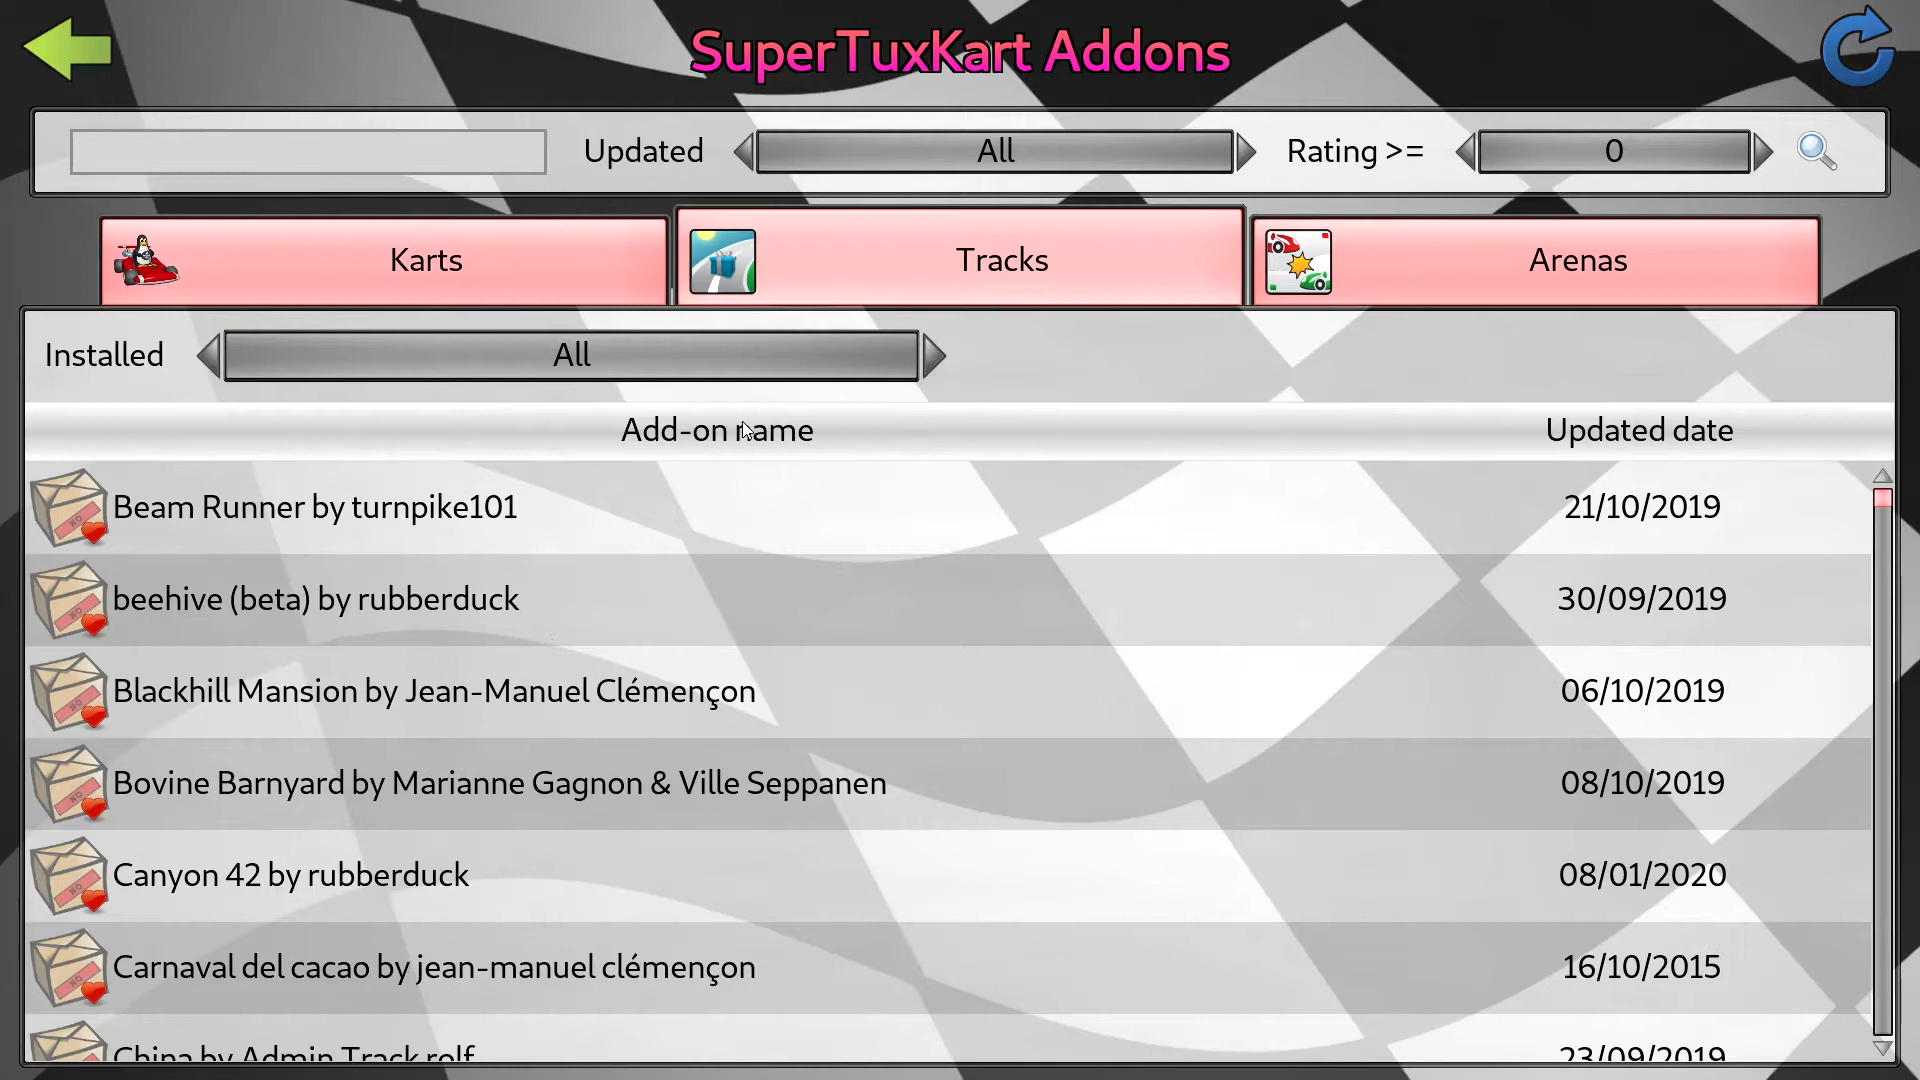 SuperTuxKart Addons
Updated All Rating >= 0
Karts Tracks Arenas
Installed All
Add-on name Updated date
Beam Runner by turnpike101 21/10/2019
beehive (beta) by rubberduck 30/09/2019
Blackhill Mansion by Jean-Manuel Clémençon 06/10/2019
Bovine Barnyard by Marianne Gagnon & Ville Seppanen 08/10/2019
Canyon 42 by rubberduck 08/01/2020
Carnaval del cacao by jean-manuel clémençon 16/10/2015
China by Admin Track rolf 23/09/2019